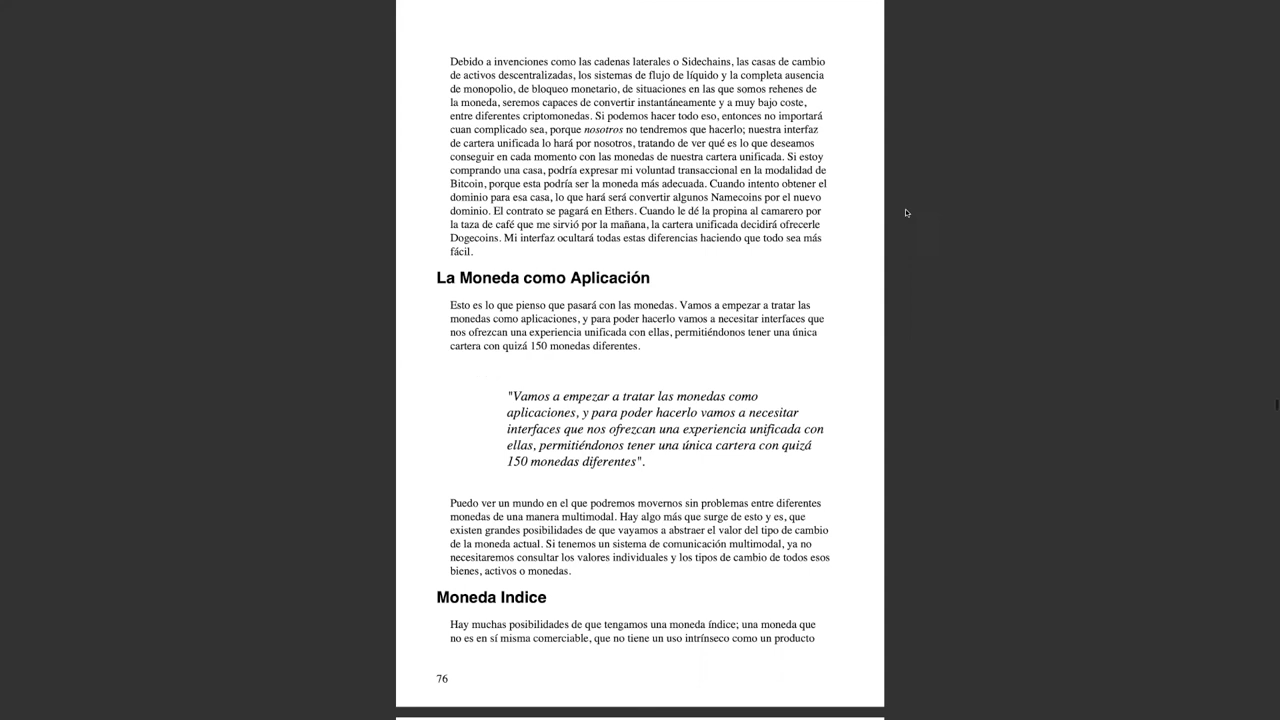 Debido a invenciones como las cadenas laterales o Sidechains, las casas de cambio
de activos descentralizadas, los sistemas de flujo de líquido y la completa ausencia
de monopolio, de bloqueo monetario, de situaciones en las que somos rehenes de
la moneda, seremos capaces de convertir instantáneamente y a muy bajo coste,
entre diferentes criptomonedas. Si podemos hacer todo eso, entonces no importará
cuan complicado sea, porque nosotros no tendremos que hacerlo; nuestra interfaz
de cartera unificada lo hará por nosotros, tratando de ver qué es lo que deseamos
conseguir en cada momento con las monedas de nuestra cartera unificada. Si estoy
comprando una casa, podría expresar mi voluntad transaccional en la modalidad de
Bitcoin, porque esta podría ser la moneda más adecuada. Cuando intento obtener el
dominio para esa casa, lo que hará será convertir algunos Namecoins por el nuevo
dominio. El contrato se pagará en Ethers. Cuando le dé la propina al camarero por
la taza de café que me sirvió por la mañana, la cartera unificada decidirá ofrecerle
Dogecoins. Mi interfaz ocultará todas estas diferencias haciendo que todo sea más
fácil.
La Moneda como Aplicación
Esto es lo que pienso que pasará con las monedas. Vamos a empezar a tratar las
monedas como aplicaciones, y para poder hacerlo vamos a necesitar interfaces que
nos ofrezcan una experiencia unificada con ellas, permitiéndonos tener una única
cartera con quizá 150 monedas diferentes.
"Vamos a empezar a tratar las monedas como
aplicaciones, y para poder hacerlo vamos a necesitar
interfaces que nos ofrezcan una experiencia unificada con
ellas, permitiéndonos tener una única cartera con quizá
150 monedas diferentes".
Puedo ver un mundo en el que podremos movernos sin problemas entre diferentes
monedas de una manera multimodal. Hay algo más que surge de esto y es, que
existen grandes posibilidades de que vayamos a abstraer el valor del tipo de cambio
de la moneda actual. Si tenemos un sistema de comunicación multimodal, ya no
necesitaremos consultar los valores individuales y los tipos de cambio de todos esos
bienes, activos o monedas.
Moneda Indice
Hay muchas posibilidades de que tengamos una moneda índice; una moneda que
no es en sí misma comerciable, que no tiene un uso intrínseco como un producto
76